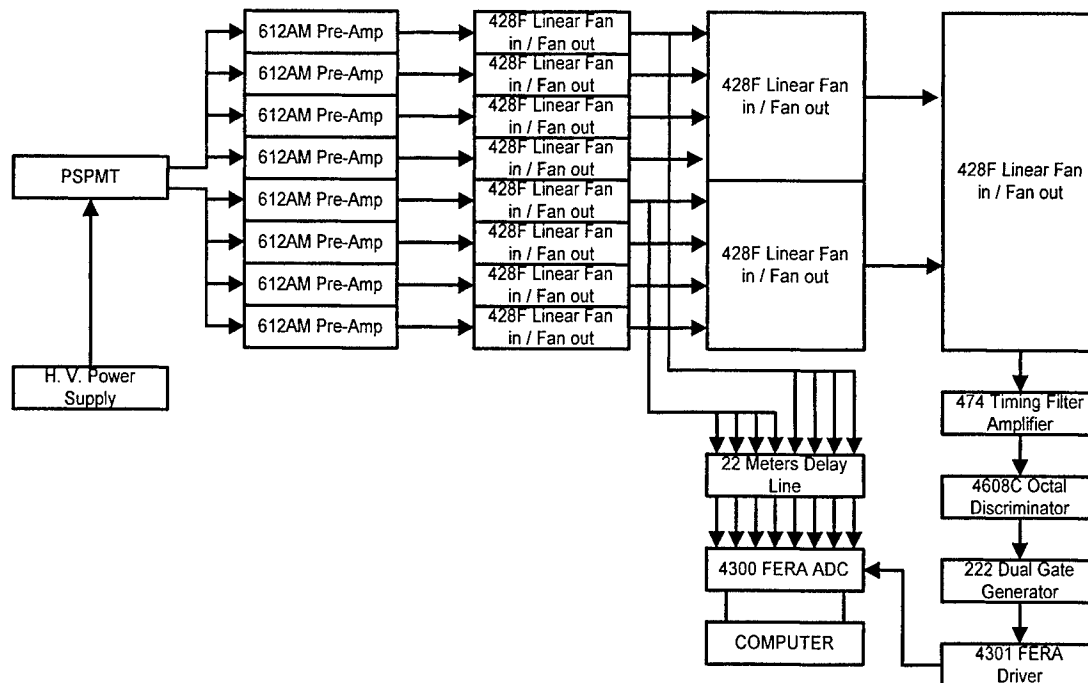 PSPMT
H. V. Power
Supply
612AM Pre-Amp
612AM Pre-Amp
612AM Pre-Amp
612AM Pre-Amp
612AM Pre-Amp
612AM Pre-Amp
612AM Pre-Amp
612AM Pre-Amp
428F Linear Fan
in / Fan out
428F Linear Fan
in / Fan out
428F Linear Fan
in / Fan out
428F Linear Fan
in / Fan out
428F Linear Fan
in / Fan out
428F Linear Fan
in / Fan out
428F Linear Fan
in / Fan out
428F Linear Fan
in / Fan out
428F Linear Fan
in / Fan out
428F Linear Fan
in / Fan out
428F Linear Fan
in / Fan out
474 Timing Filter
Amplifier
4608C Octal
Discriminator
222 Dual Gate
Generator
4301 FERA
Driver
22 Meters Delay
Line
4300 FERA ADC
COMPUTER